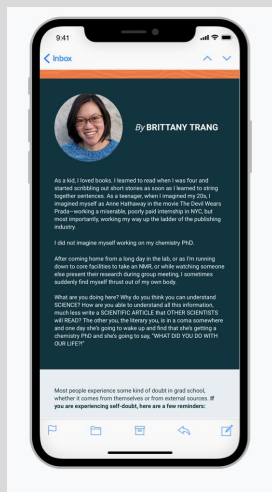 9:41
Inbox
By BRITTANY TRANG
As a kid, I loved books. I learned to read when I was four and
started scribbling out short stories as soon as I learned to string
together sentences. As a teenager, when I imagined my 20s, I
imagined myself as Anne Hathaway in the movie The Devil Wears
Prada—working a miserable, poorly paid internship in NYC, but
most importantly, working my way up the ladder of the publishing
industry.
I did not imagine myself working on my chemistry PhD.
After coming home from a long day in the lab, or as I'm running
down to core facilities to take an NMR, or while watching someone
else present their research during group meeting, I sometimes
suddenly find myself thrust out of my own body.
What are you doing here? Why do you think you can understand
SCIENCE? How are you able to understand all this information,
much less write a SCIENTIFIC ARTICLE that OTHER SCIENTISTS
will READ? The other you, the literary you, is in a coma somewhere
and one day she's going to wake up and find that she's getting a
chemistry PhD and she's going to say, "WHAT DID YOU DO WITH
OUR LIFE?!"
Most people experience some kind of doubt in grad school,
whether it comes from themselves or from external sources. If
you are experiencing self-doubt, here are a few reminders: